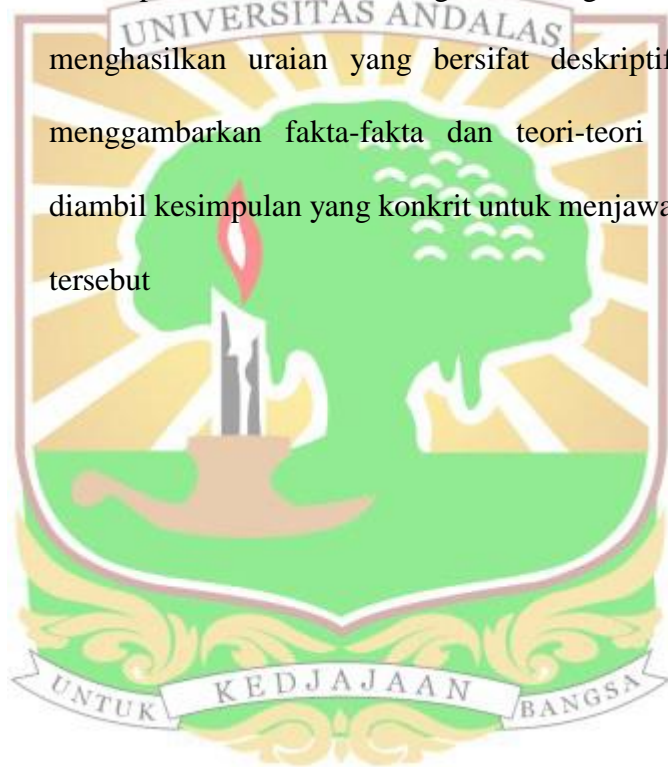 UNIVERSITAS ANDALAS
menghasilkan uraian yang bersifat deskriptif
menggambarkan fakta-fakta dan teori-teori
diambil kesimpulan yang konkrit untuk menjawa
tersebut
UNTUK KEDJAJAAN BANGSA